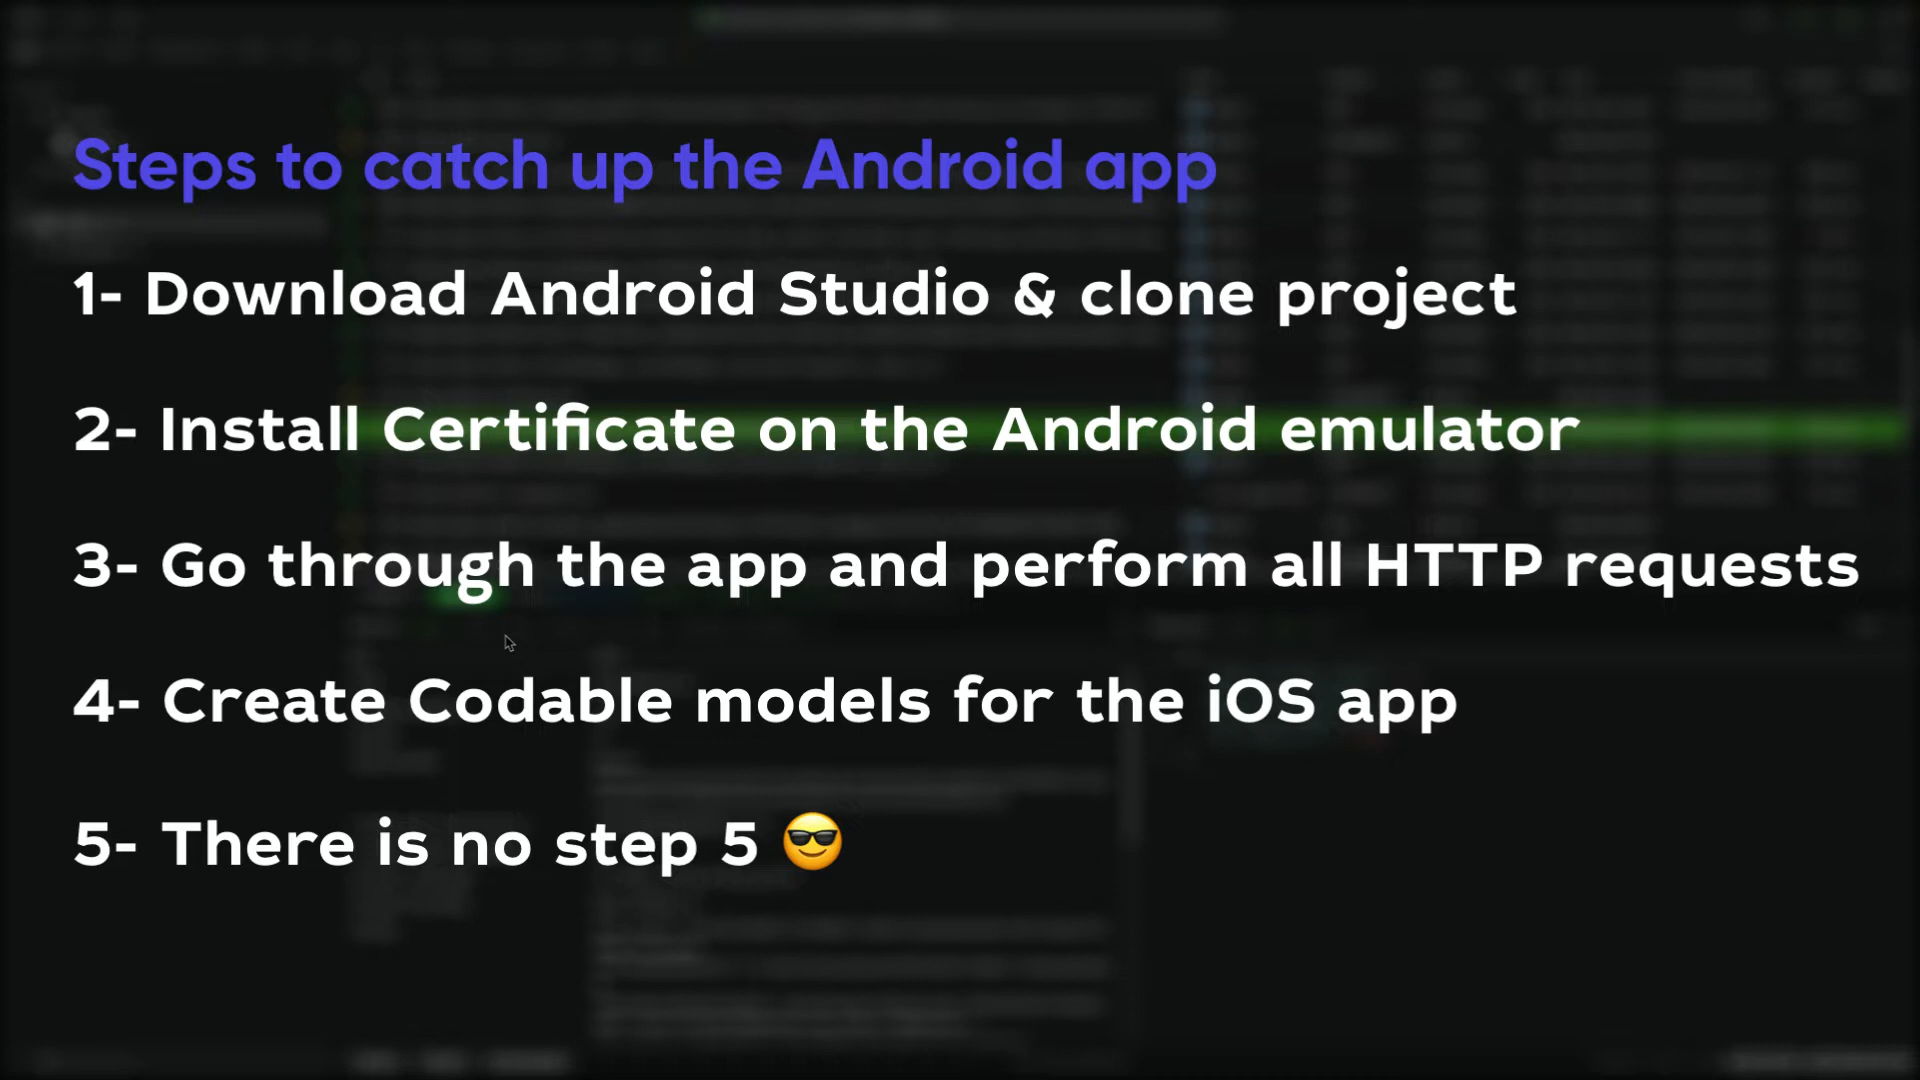 Steps to catch up the Android app
1- Download Android Studio & clone project
2- Install Certificate on the Android emulator
3- Go through the app and perform all HTTP requests
4- Create Codable models for the iOS app
5- There is no step 5 😎